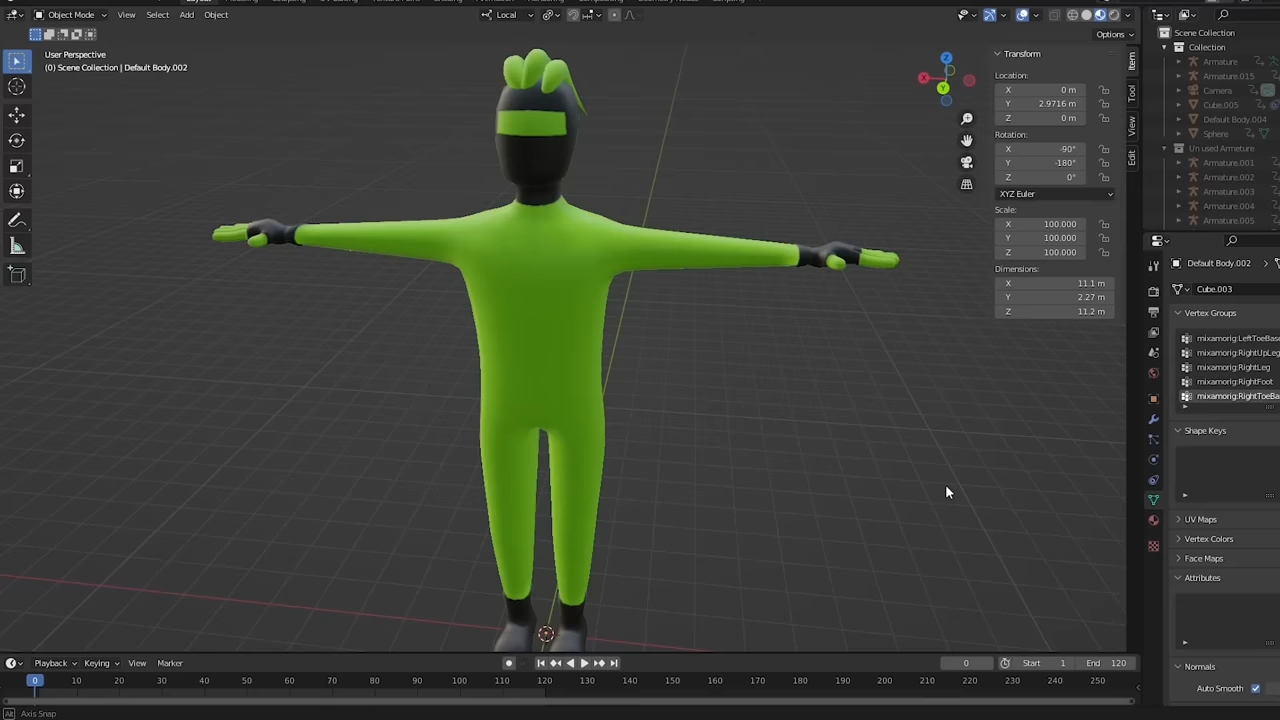 Object Mode View Select Add Object Local
Options
User Perspective
(0) Scene Collection | Default Body.002
Z
X
Y
Transform
Location:
X 0 m
Y 2.9716 m
Z 0 m
Rotation:
X -90°
Y -180°
Z 0°
XYZ Euler
Scale:
X 100.000
Y 100.000
Z 100.000
Dimensions:
X 11.1 m
Y 2.27 m
Z 11.2 m
Item
Tool
View
Edit
Scene Collection
Collection
Armature
Armature.015
Camera
Cube.005
Default Body.004
Sphere
Un used Armeture
Armature.001
Armature.002
Armature.003
Armature.004
Armature.005
Default Body.002
Cube.003
Vertex Groups
mixamorig:LeftToeBase
mixamorig:RightUpLeg
mixamorig:RightLeg
mixamorig:RightFoot
mixamorig:RightToeBa
Shape Keys
UV Maps
Vertex Colors
Face Maps
Attributes
Normals
Auto Smooth
Playback Keying View Marker 0 Start 1 End 120
0 10 20 30 40 50 60 70 80 90 100 110 120 130 140 150 160 170 180 190 200 210 220 230 240 250
Alt Axis Snap